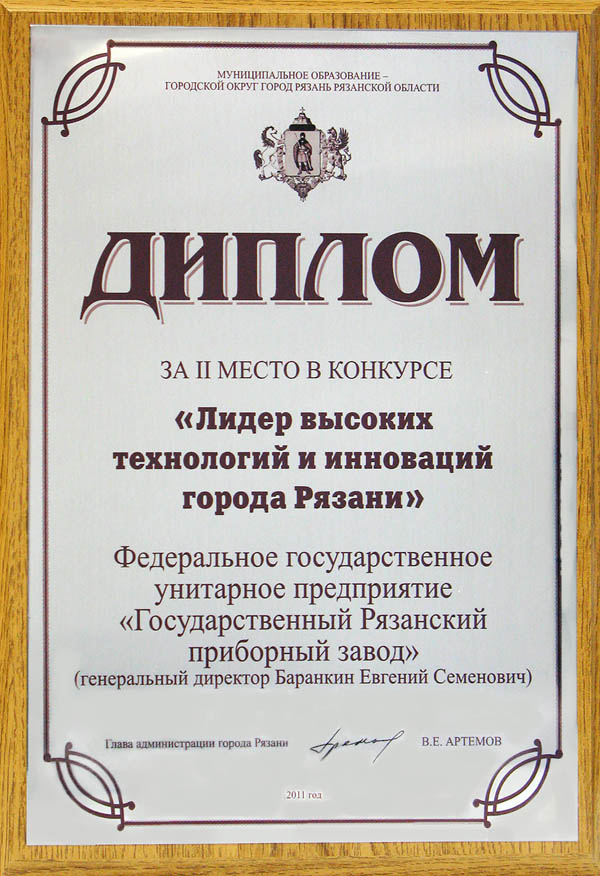 МУНИЦИПАЛЬНОЕ ОБРАЗОВАНИЕ –
ГОРОДСКОЙ ОКРУГ ГОРОД РЯЗАНЬ РЯЗАНСКОЙ ОБЛАСТИ
ДИПЛОМ
ЗА II МЕСТО В КОНКУРСЕ
«Лидер высоких
технологий и инноваций
города Рязани»
Федеральное государственное
унитарное предприятие
«Государственный Рязанский
приборный завод»
(генеральный директор Баранкин Евгений Семенович)
Глава администрации города Рязани В.Е. АРТЕМОВ
2011 год